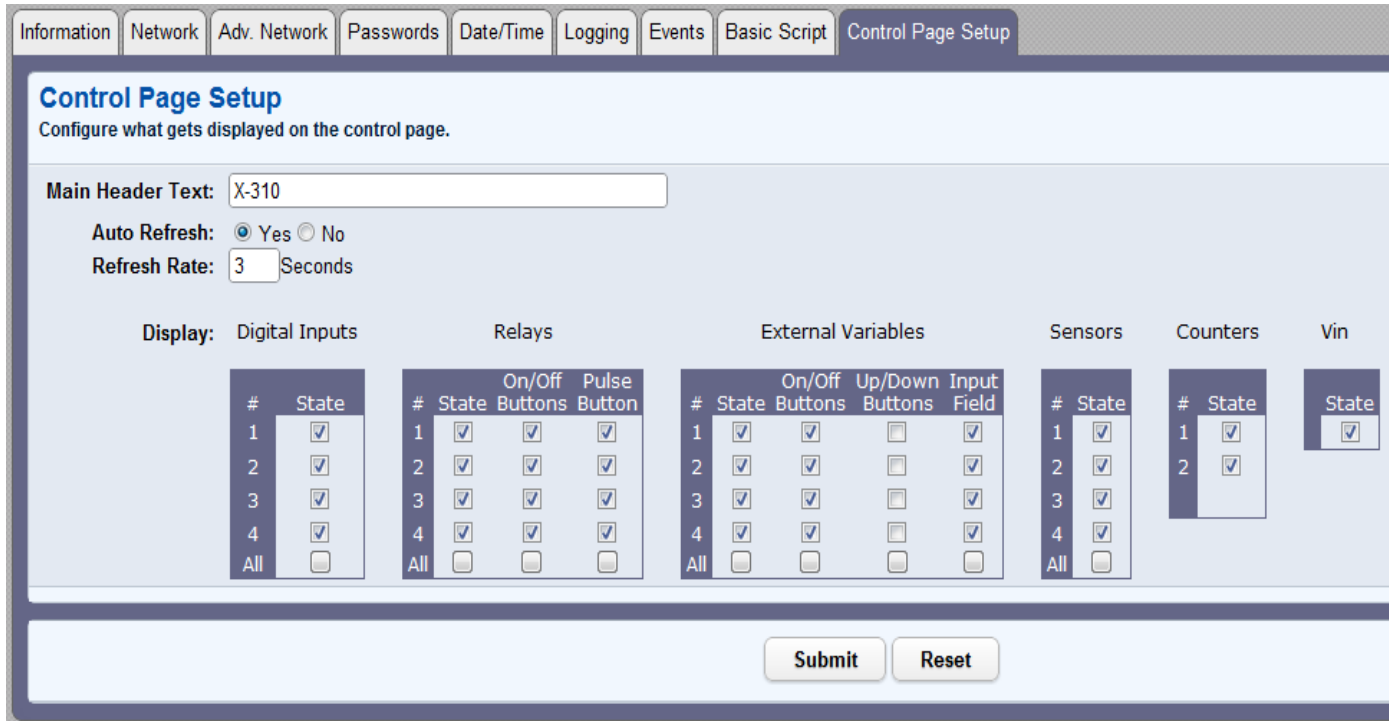 Information Network Adv. Network Passwords Date/Time Logging Events Basic Script Control Page Setup
Control Page Setup
Configure what gets displayed on the control page.
Main Header Text: X-310
Auto Refresh: Yes No
Refresh Rate: 3 Seconds
Display: Digital Inputs Relays External Variables Sensors Counters Vin
On/Off Pulse On/Off Up/Down Input
# State # State Buttons Button # State Buttons Buttons Field # State # State State
1 1 1 1 1
2 2 2 2 2
3 3 3 3
4 4 4 4
All All All All
Submit Reset